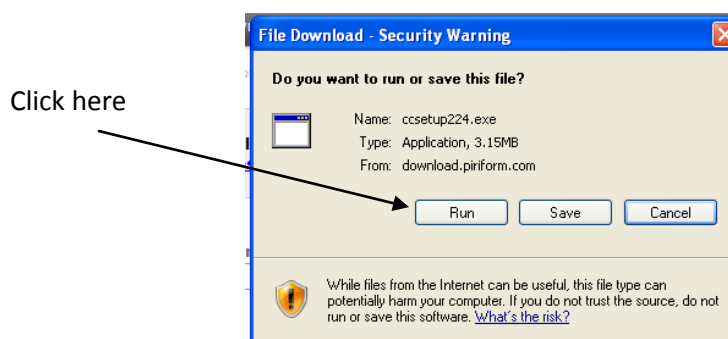 File Download - Security Warning
Do you want to run or save this file?
Click here
Name: ccsetup224.exe
Type: Application, 3.15MB
From: download.piriform.com
Run Save Cancel
While files from the Internet can be useful, this file type can
potentially harm your computer. If you do not trust the source, do not
run or save this software. What's the risk?